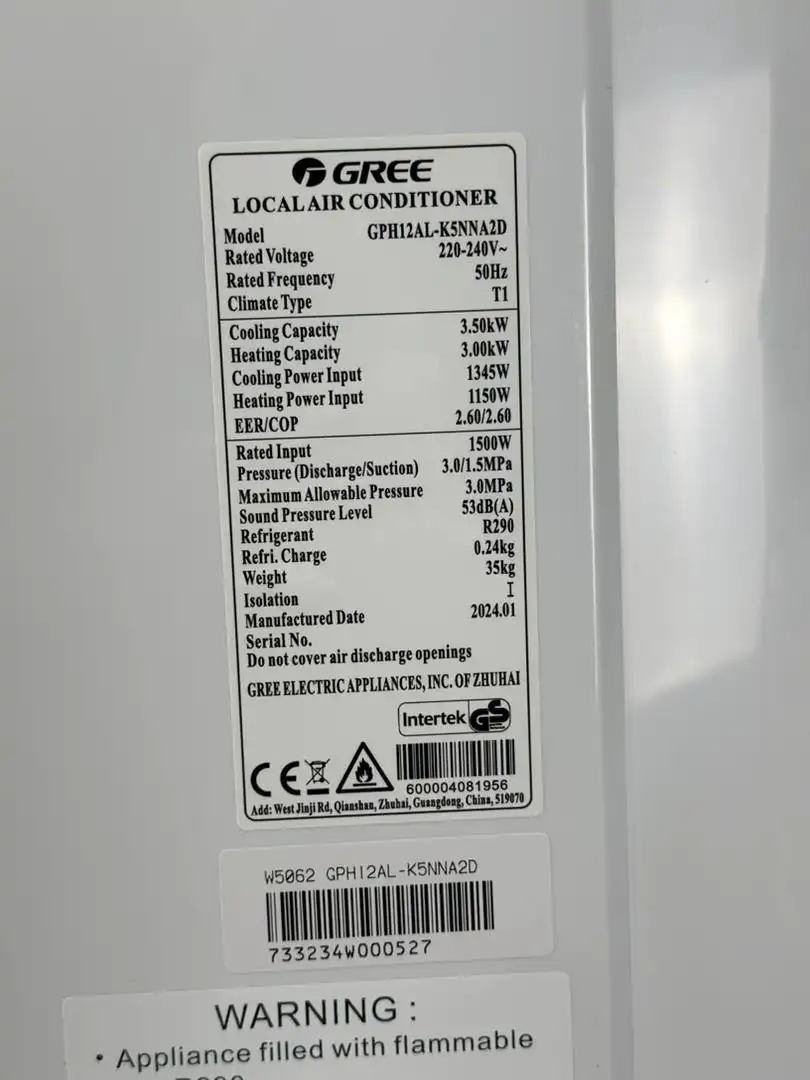 GREE
LOCAL AIR CONDITIONER
Model GPH12AL-K5NNA2D
Rated Voltage 220-240V~
Rated Frequency 50Hz
Climate Type T1
Cooling Capacity 3.50kW
Heating Capacity 3.00kW
Cooling Power Input 1345W
Heating Power Input 1150W
EER/COP 2.60/2.60
Rated Input 1500W
Pressure (Discharge/Suction) 3.0/1.5MPa
Maximum Allowable Pressure 3.0MPa
Sound Pressure Level 53dB(A)
Refrigerant R290
Refri. Charge 0.24kg
Weight 35kg
Isolation I
Manufactured Date 2024.01
Serial No.
Do not cover air discharge openings
GREE ELECTRIC APPLIANCES, INC. OF ZHUHAI
Intertek GS
CE
600004081956
Add: West Jinji Rd, Qianshan, Zhuhai, Guangdong, China, 519070
W5062 GPH12AL-K5NNA2D
733234W000527
WARNING :
• Appliance filled with flammable